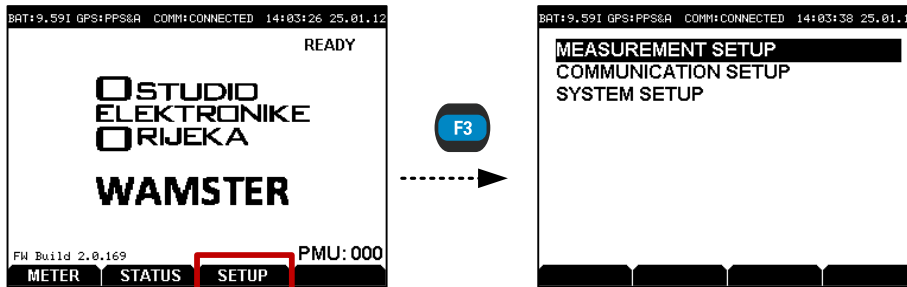 BAT:9.59I GPS:PPS&A COMM:CONNECTED 14:03:26 25.01.12
READY
STUDIO
ELEKTRONIKE
RIJEKA
WAMSTER
FW Build 2.0.169
PMU: 000
METER STATUS SETUP
F3
BAT:9.59I GPS:PPS&A COMM:CONNECTED 14:03:38 25.01.1
MEASUREMENT SETUP
COMMUNICATION SETUP
SYSTEM SETUP